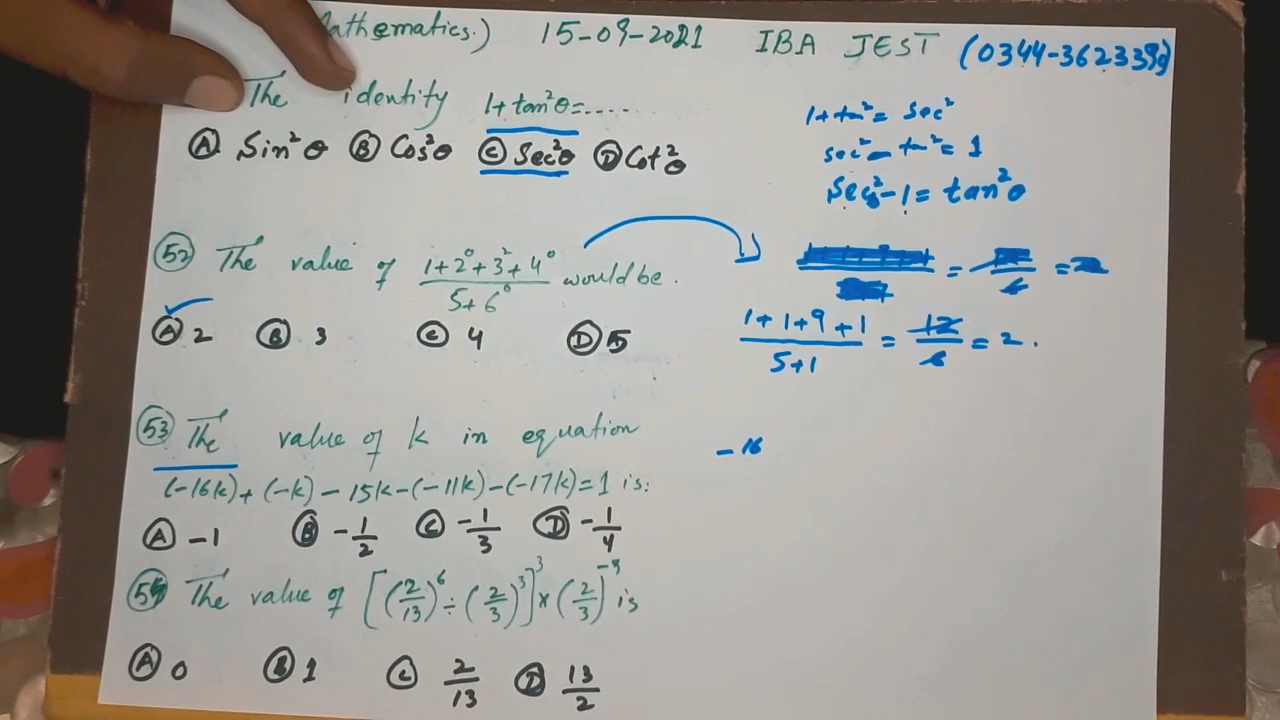 athematics.) 15-09-2021 IBA JEST (0344-3623399)
The identity 1+tan²θ=.....
Ⓐ Sin²θ Ⓑ Cos²θ Ⓒ Sec²θ Ⓓ Cot²θ
1+tan²= sec²
sec²-tan²=1
Sec²-1=tan²θ
(52) The value of (1+2⁰+3²+4⁰)/(5+6⁰) would be.
Ⓐ 2 Ⓑ 3 Ⓒ 4 Ⓓ 5
= /6 = 2
(1+1+9+1)/(5+1) = 12/6 = 2.
(53) The value of k in equation
(-16k)+(-k)-15k-(-11k)-(-17k)=1 is:
Ⓐ -1 Ⓑ -1/2 Ⓒ -1/3 Ⓓ -1/4
-16
(54) The value of [(2/13)⁶÷(2/3)³]³×(2/3)⁻⁹ is
Ⓐ 0 Ⓑ 1 Ⓒ 2/13 Ⓓ 13/2